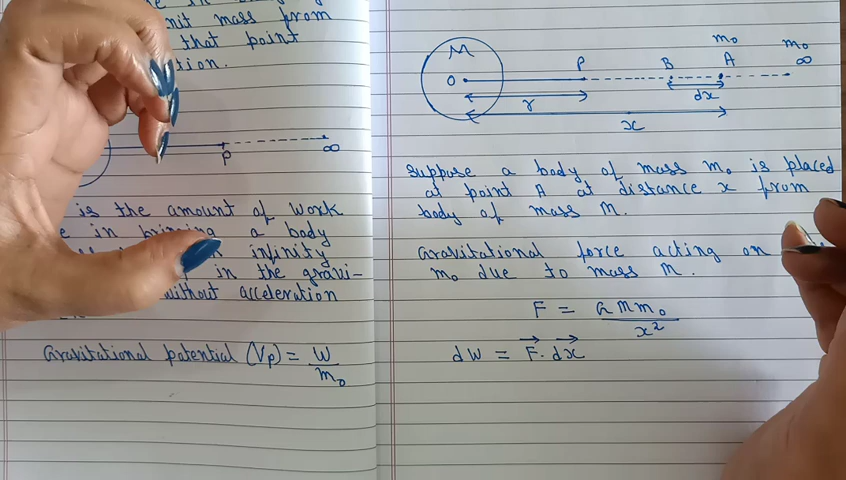 in
unit mass from
that point
tion.
P ∞
is the amount of work
in bringing a body
infinity
in the gravi-
without acceleration
Gravitational potential (Vp) = W / m₀
M m₀ m₀
O P B A ∞
r dx
x
suppose a body of mass m₀ is placed
at point A at distance x from
body of mass M.
Gravitational force acting on
m₀ due to mass M.
F = G M m₀ / x²
dW = F⃗ . dx⃗